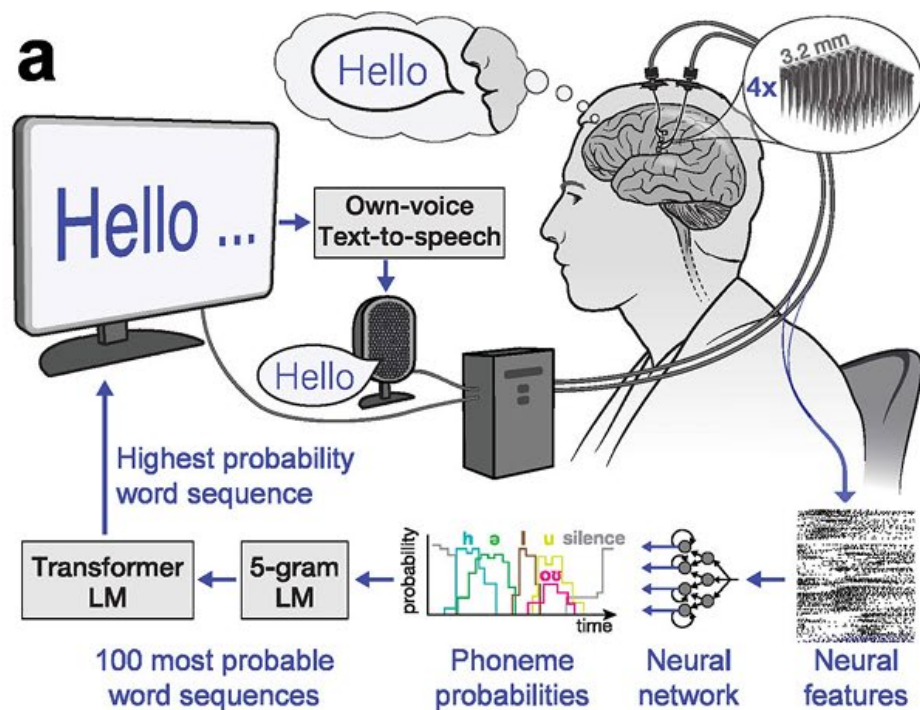 a
Hello
3.2 mm
4x
Hello ...
Own-voice
Text-to-speech
Hello
Highest probability
word sequence
Transformer
LM
5-gram
LM
probability
h
ə
l
u
oʊ
silence
time
100 most probable
word sequences
Phoneme
probabilities
Neural
network
Neural
features